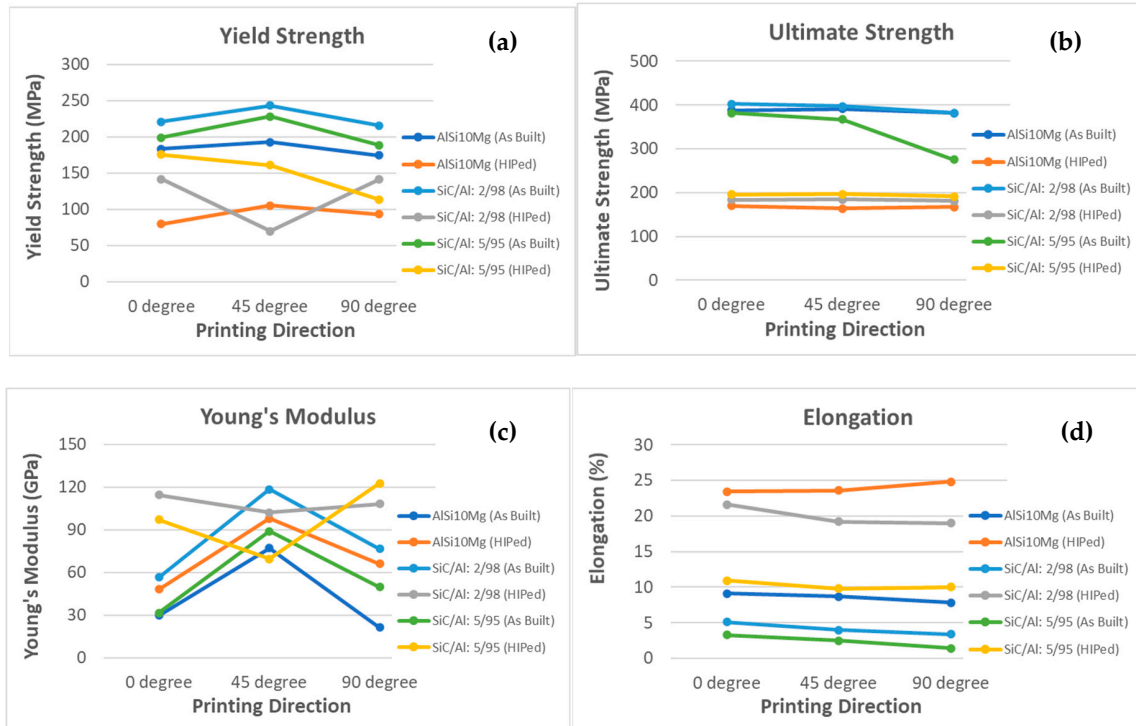 Yield Strength
(a)
Yield Strength (MPa)
300
250
200
150
100
50
0
0 degree 45 degree 90 degree
Printing Direction
AlSi10Mg (As Built)
AlSi10Mg (HIPed)
SiC/Al: 2/98 (As Built)
SiC/Al: 2/98 (HIPed)
SiC/Al: 5/95 (As Built)
SiC/Al: 5/95 (HIPed)
Ultimate Strength
(b)
Ultimate Strength (MPa)
500
400
300
200
100
0
0 degree 45 degree 90 degree
Printing Direction
AlSi10Mg (As Built)
AlSi10Mg (HIPed)
SiC/Al: 2/98 (As Built)
SiC/Al: 2/98 (HIPed)
SiC/Al: 5/95 (As Built)
SiC/Al: 5/95 (HIPed)
Young's Modulus
(c)
Young's Modulus (GPa)
150
120
90
60
30
0
0 degree 45 degree 90 degree
Printing Direction
AlSi10Mg (As Built)
AlSi10Mg (HIPed)
SiC/Al: 2/98 (As Built)
SiC/Al: 2/98 (HIPed)
SiC/Al: 5/95 (As Built)
SiC/Al: 5/95 (HIPed)
Elongation
(d)
Elongation (%)
30
25
20
15
10
5
0
0 degree 45 degree 90 degree
Printing Direction
AlSi10Mg (As Built)
AlSi10Mg (HIPed)
SiC/Al: 2/98 (As Built)
SiC/Al: 2/98 (HIPed)
SiC/Al: 5/95 (As Built)
SiC/Al: 5/95 (HIPed)